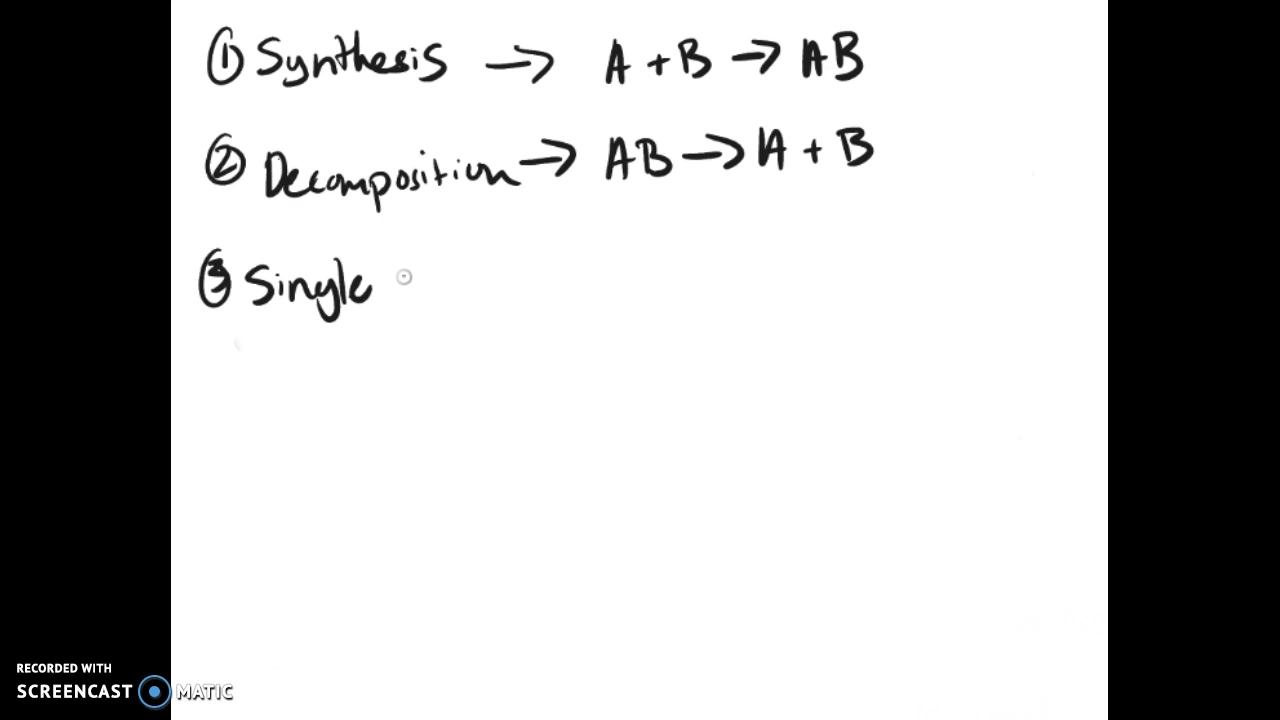 ① Synthesis → A + B → AB
② Decomposition → AB → A + B
③ Single
RECORDED WITH
SCREENCAST MATIC